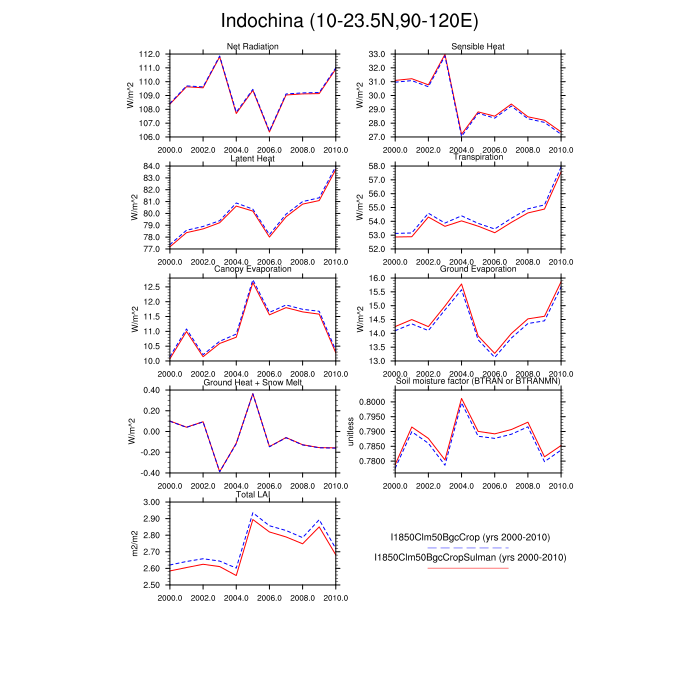 Indochina (10-23.5N,90-120E)
Net Radiation
W/m^2
112.0
111.0
110.0
109.0
108.0
107.0
106.0
2000.0 2002.0 2004.0 2006.0 2008.0 2010.0
Sensible Heat
W/m^2
33.0
32.0
31.0
30.0
29.0
28.0
27.0
2000.0 2002.0 2004.0 2006.0 2008.0 2010.0
Latent Heat
W/m^2
84.0
83.0
82.0
81.0
80.0
79.0
78.0
77.0
2000.0 2002.0 2004.0 2006.0 2008.0 2010.0
Transpiration
W/m^2
58.0
57.0
56.0
55.0
54.0
53.0
52.0
2000.0 2002.0 2004.0 2006.0 2008.0 2010.0
Canopy Evaporation
W/m^2
12.5
12.0
11.5
11.0
10.5
10.0
2000.0 2002.0 2004.0 2006.0 2008.0 2010.0
Ground Evaporation
W/m^2
16.0
15.5
15.0
14.5
14.0
13.5
13.0
2000.0 2002.0 2004.0 2006.0 2008.0 2010.0
Ground Heat + Snow Melt
W/m^2
0.40
0.20
0.00
-0.20
-0.40
2000.0 2002.0 2004.0 2006.0 2008.0 2010.0
Soil moisture factor (BTRAN or BTRANMN)
unitless
0.8000
0.7950
0.7900
0.7850
0.7800
2000.0 2002.0 2004.0 2006.0 2008.0 2010.0
Total LAI
m2/m2
3.00
2.90
2.80
2.70
2.60
2.50
2000.0 2002.0 2004.0 2006.0 2008.0 2010.0
I1850Clm50BgcCrop (yrs 2000-2010)
I1850Clm50BgcCropSulman (yrs 2000-2010)